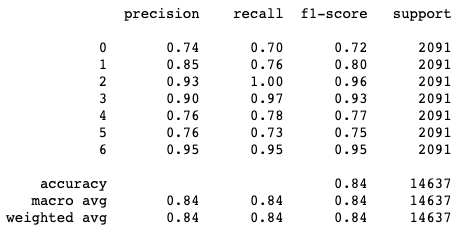 precision recall f1-score support
0 0.74 0.70 0.72 2091
1 0.85 0.76 0.80 2091
2 0.93 1.00 0.96 2091
3 0.90 0.97 0.93 2091
4 0.76 0.78 0.77 2091
5 0.76 0.73 0.75 2091
6 0.95 0.95 0.95 2091
accuracy 0.84 14637
macro avg 0.84 0.84 0.84 14637
weighted avg 0.84 0.84 0.84 14637